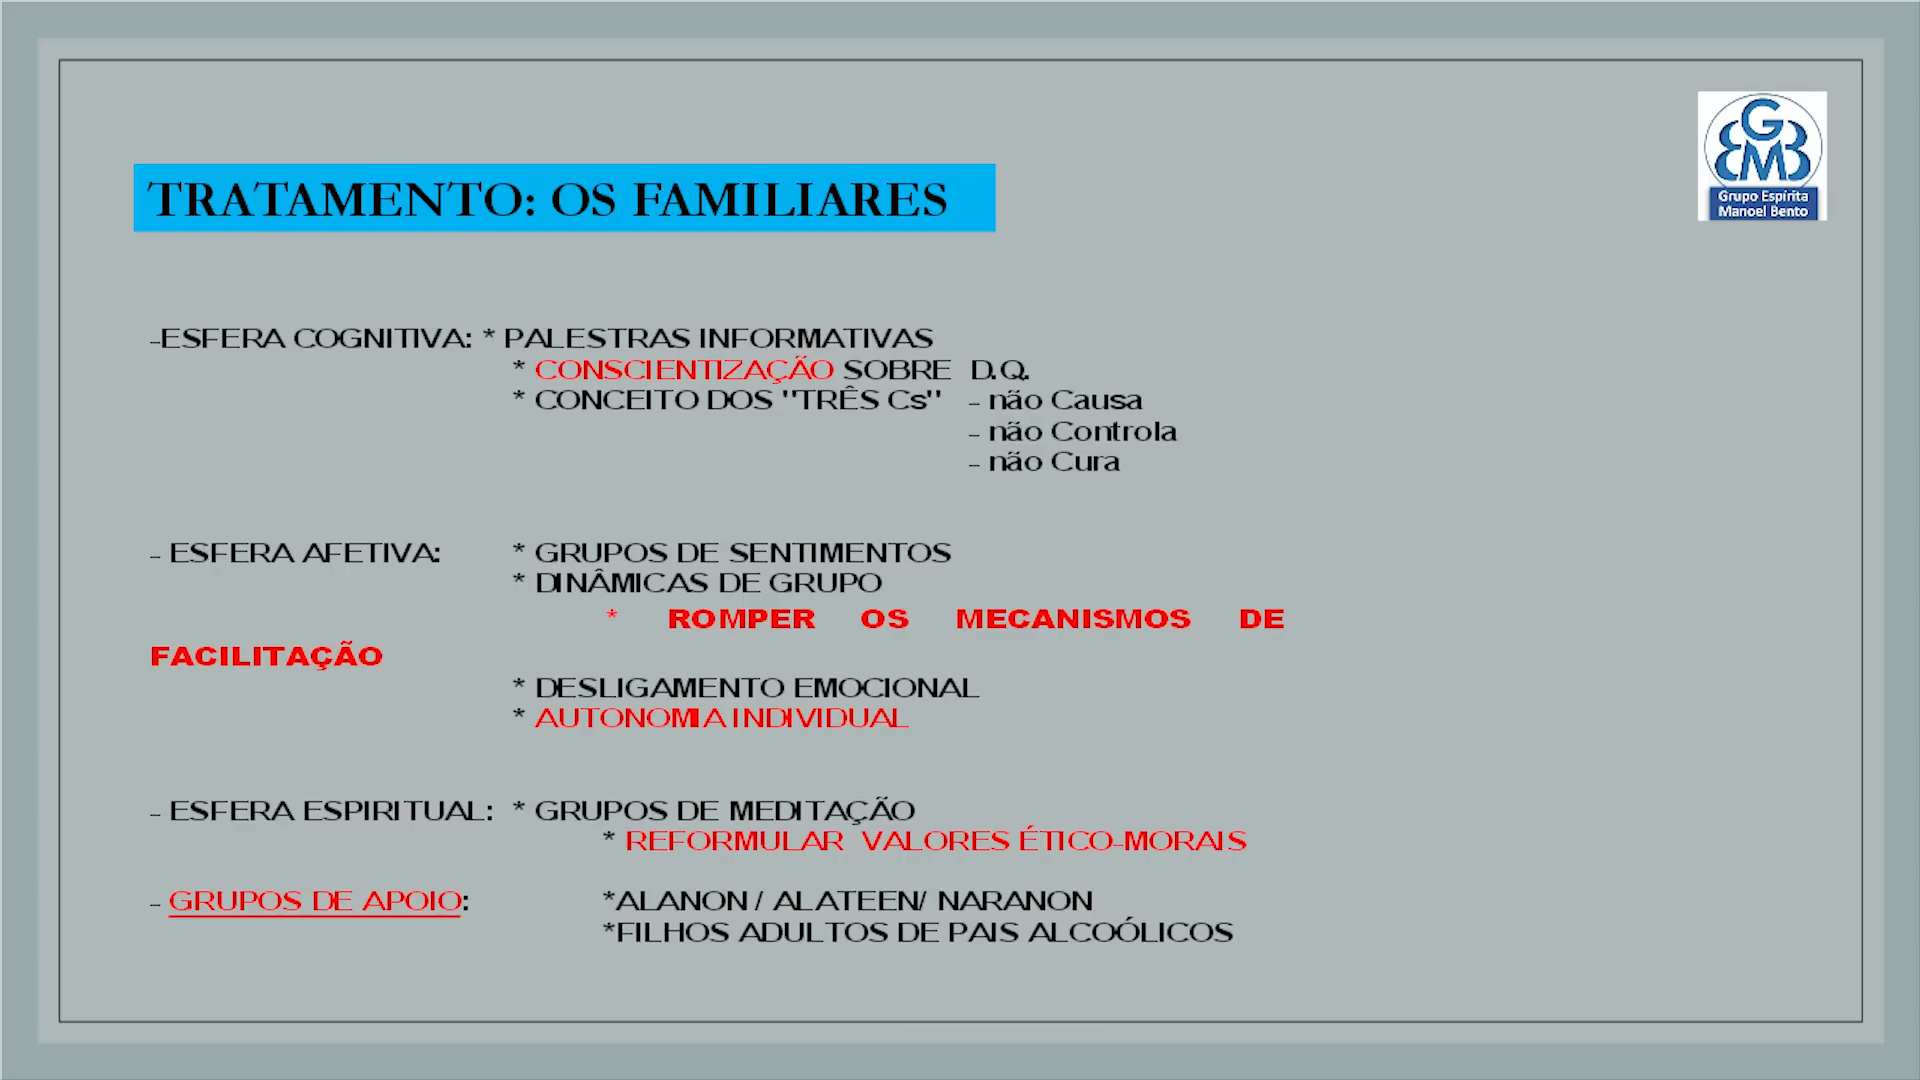 GMB
Grupo Espírita
Manoel Bento
TRATAMENTO: OS FAMILIARES
-ESFERA COGNITIVA: * PALESTRAS INFORMATIVAS
* CONSCIENTIZAÇÃO SOBRE D.Q.
* CONCEITO DOS "TRÊS Cs" - não Causa
- não Controla
- não Cura
- ESFERA AFETIVA: * GRUPOS DE SENTIMENTOS
* DINÂMICAS DE GRUPO
* ROMPER OS MECANISMOS DE
FACILITAÇÃO
* DESLIGAMENTO EMOCIONAL
* AUTONOMIA INDIVIDUAL
- ESFERA ESPIRITUAL: * GRUPOS DE MEDITAÇÃO
* REFORMULAR VALORES ÉTICO-MORAIS
- GRUPOS DE APOIO: *ALANON / ALATEEN/ NARANON
*FILHOS ADULTOS DE PAIS ALCOÓLICOS